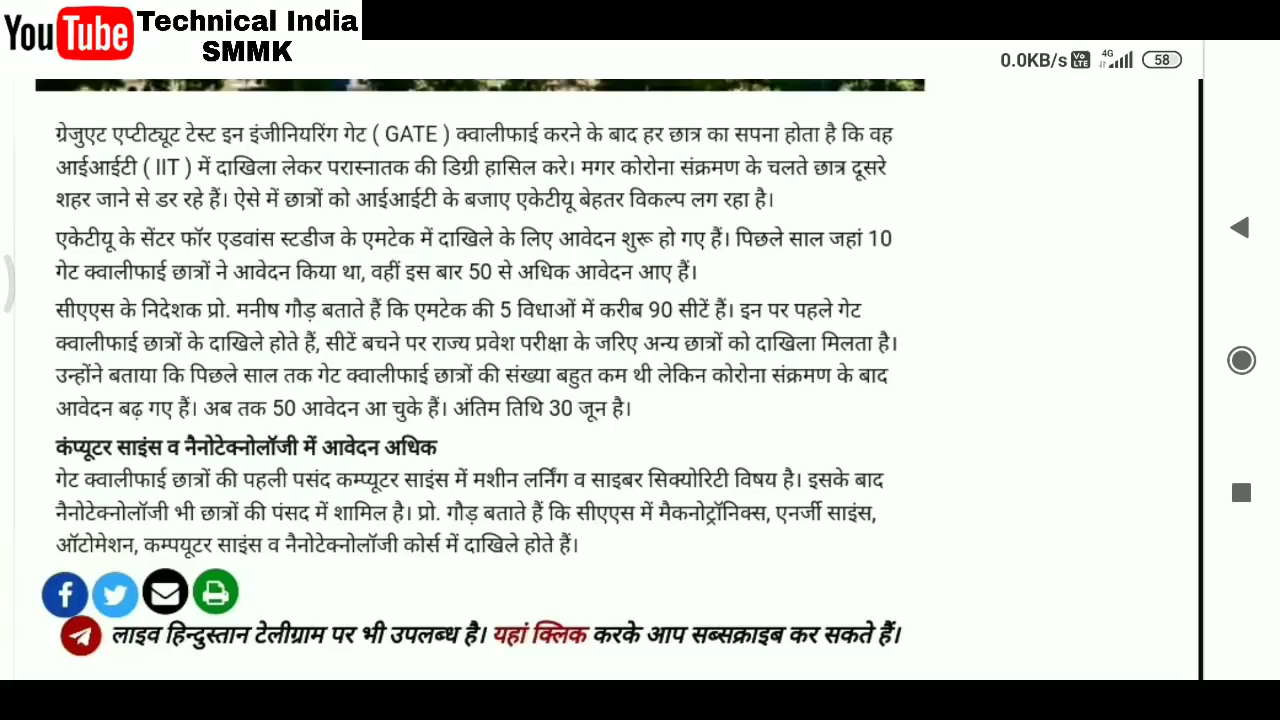 YouTube Technical India
SMMK
0.0KB/s Vo LTE 4G 58
ग्रेजुएट एप्टीट्यूट टेस्ट इन इंजीनियरिंग गेट ( GATE ) क्वालीफाई करने के बाद हर छात्र का सपना होता है कि वह
आईआईटी ( IIT ) में दाखिला लेकर परास्नातक की डिग्री हासिल करे। मगर कोरोना संक्रमण के चलते छात्र दूसरे
शहर जाने से डर रहे हैं। ऐसे में छात्रों को आईआईटी के बजाए एकेटीयू बेहतर विकल्प लग रहा है।
एकेटीयू के सेंटर फॉर एडवांस स्टडीज के एमटेक में दाखिले के लिए आवेदन शुरू हो गए हैं। पिछले साल जहां 10
गेट क्वालीफाई छात्रों ने आवेदन किया था, वहीं इस बार 50 से अधिक आवेदन आए हैं।
सीएएस के निदेशक प्रो. मनीष गौड़ बताते हैं कि एमटेक की 5 विधाओं में करीब 90 सीटें हैं। इन पर पहले गेट
क्वालीफाई छात्रों के दाखिले होते हैं, सीटें बचने पर राज्य प्रवेश परीक्षा के जरिए अन्य छात्रों को दाखिला मिलता है।
उन्होंने बताया कि पिछले साल तक गेट क्वालीफाई छात्रों की संख्या बहुत कम थी लेकिन कोरोना संक्रमण के बाद
आवेदन बढ़ गए हैं। अब तक 50 आवेदन आ चुके हैं। अंतिम तिथि 30 जून है।
कंप्यूटर साइंस व नैनोटेक्नोलॉजी में आवेदन अधिक
गेट क्वालीफाई छात्रों की पहली पसंद कम्प्यूटर साइंस में मशीन लर्निंग व साइबर सिक्योरिटी विषय है। इसके बाद
नैनोटेक्नोलॉजी भी छात्रों की पंसद में शामिल है। प्रो. गौड़ बताते हैं कि सीएएस में मैकनोट्रॉनिक्स, एनर्जी साइंस,
ऑटोमेशन, कम्पयूटर साइंस व नैनोटेक्नोलॉजी कोर्स में दाखिले होते हैं।
लाइव हिन्दुस्तान टेलीग्राम पर भी उपलब्ध है। यहां क्लिक करके आप सब्सक्राइब कर सकते हैं।